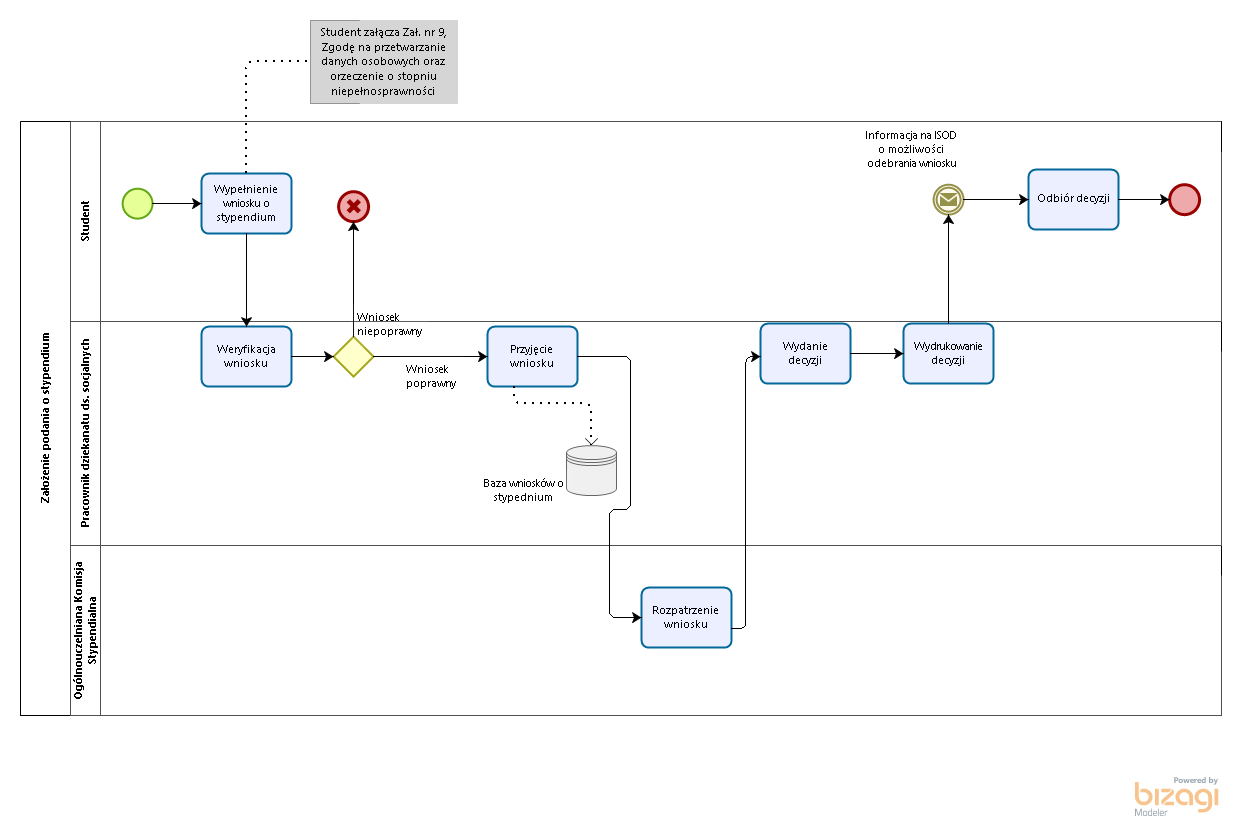 Student załącza Zał. nr 9,
Zgodę na przetwarzanie
danych osobowych oraz
orzeczenie o stopniu
niepełnosprawności
Założenie podania o stypendium
Student
Wypełnienie
wniosku o
stypendium
Informacja na ISOD
o możliwości
odebrania wniosku
Odbiór decyzji
Pracownik dziekanatu ds. socjalnych
Weryfikacja
wniosku
Wniosek
niepoprawny
Wniosek
poprawny
Przyjęcie
wniosku
Baza wniosków o
stypednium
Wydanie
decyzji
Wydrukowanie
decyzji
Ogólnouczelniana Komisja
Stypendialna
Rozpatrzenie
wniosku
Powered by
bizagi
Modeler